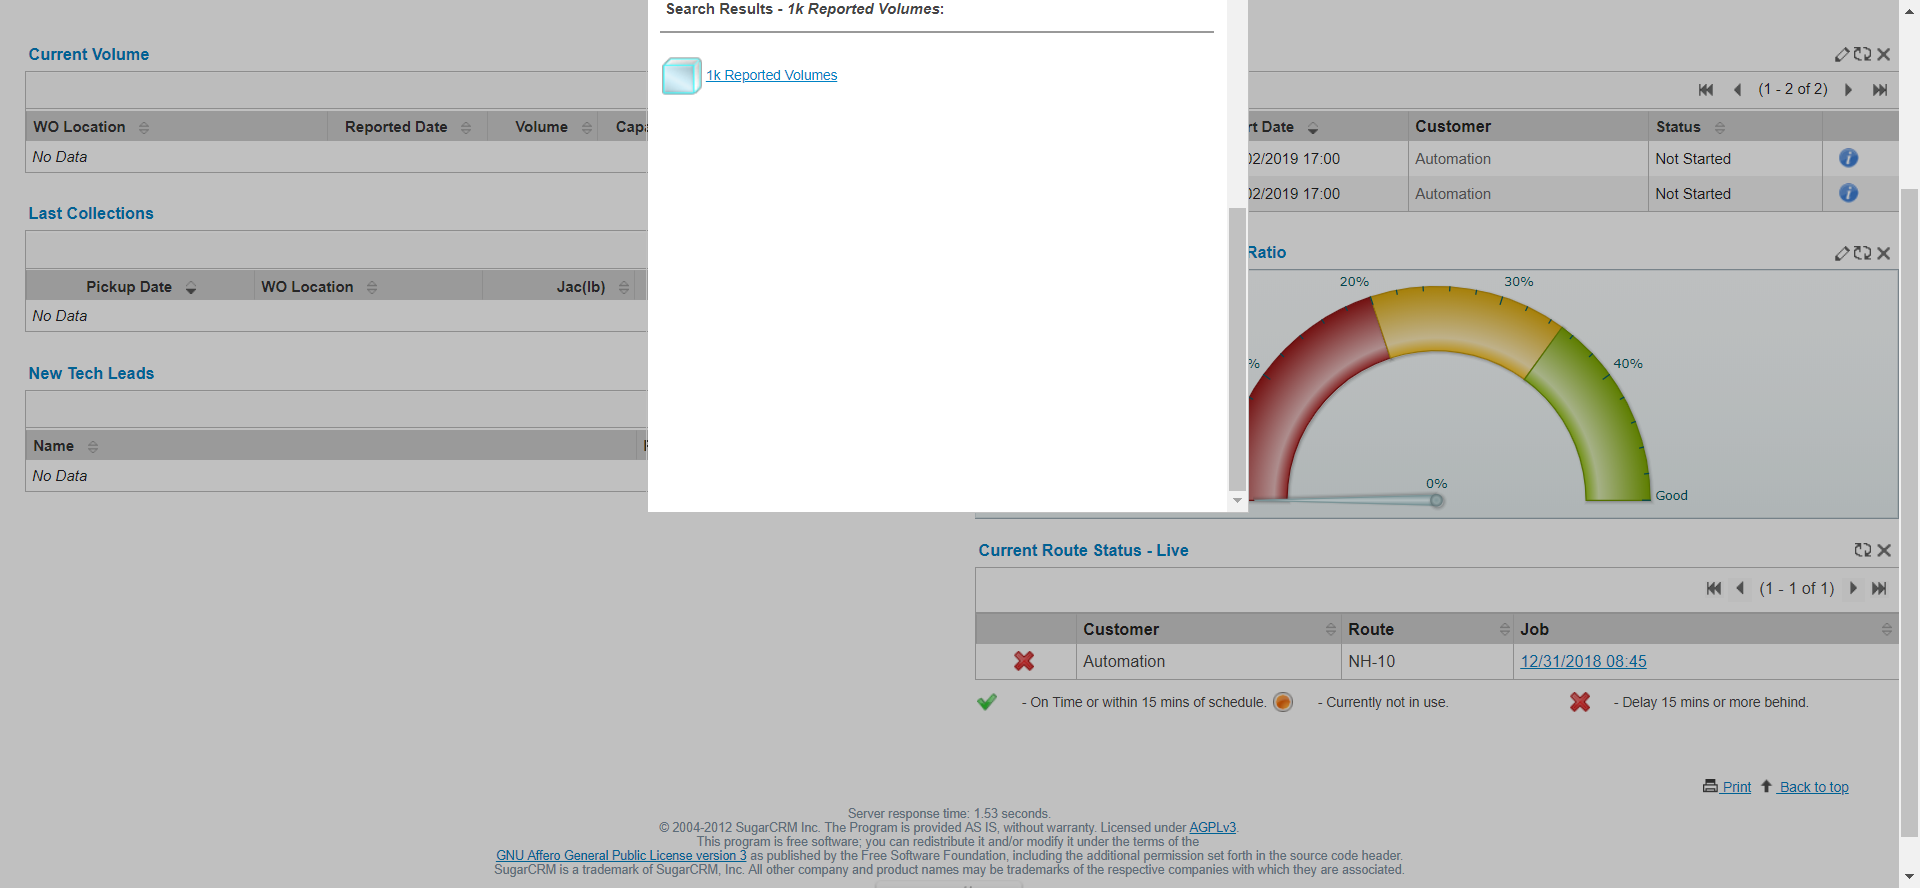 Search Results - 1k Reported Volumes:
1k Reported Volumes
Current Volume
WO Location Reported Date Volume
No Data
Last Collections
Pickup Date WO Location Jac(lb)
No Data
New Tech Leads
Name
No Data
(1 - 2 of 2)
Date Customer Status
02/2019 17:00 Automation Not Started
02/2019 17:00 Automation Not Started
Ratio
20% 30%
% 40%
0%
Good
Current Route Status - Live
(1 - 1 of 1)
Customer Route Job
Automation NH-10 12/31/2018 08:45
- On Time or within 15 mins of schedule. - Currently not in use. - Delay 15 mins or more behind.
Print Back to top
Server response time: 1.53 seconds.
© 2004-2012 SugarCRM Inc. The Program is provided AS IS, without warranty. Licensed under AGPLv3.
This program is free software; you can redistribute it and/or modify it under the terms of the
GNU Affero General Public License version 3 as published by the Free Software Foundation, including the additional permission set forth in the source code header.
SugarCRM is a trademark of SugarCRM, Inc. All other company and product names may be trademarks of the respective companies with which they are associated.